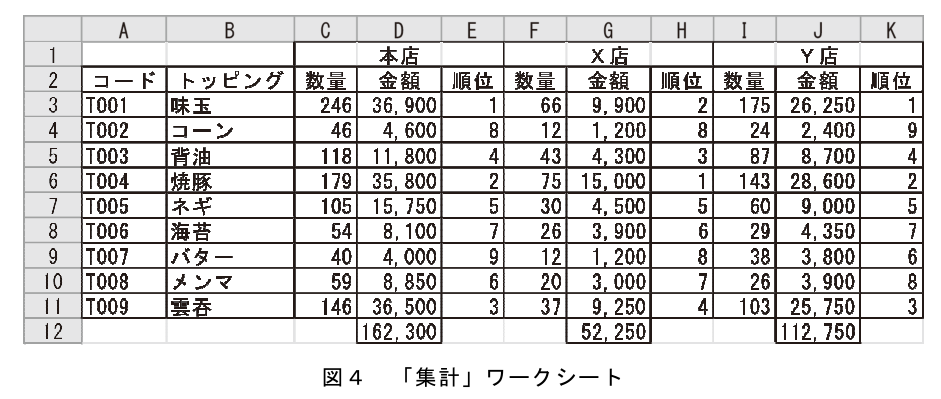 A B C D E F G H I J K
1 本店 X店 Y店
2 コード トッピング 数量 金額 順位 数量 金額 順位 数量 金額 順位
3 T001 味玉 246 36,900 1 66 9,900 2 175 26,250 1
4 T002 コーン 46 4,600 8 12 1,200 8 24 2,400 9
5 T003 背油 118 11,800 4 43 4,300 3 87 8,700 4
6 T004 焼豚 179 35,800 2 75 15,000 1 143 28,600 2
7 T005 ネギ 105 15,750 5 30 4,500 5 60 9,000 5
8 T006 海苔 54 8,100 7 26 3,900 6 29 4,350 7
9 T007 バター 40 4,000 9 12 1,200 8 38 3,800 6
10 T008 メンマ 59 8,850 6 20 3,000 7 26 3,900 8
11 T009 雲呑 146 36,500 3 37 9,250 4 103 25,750 3
12 162,300 52,250 112,750
図4 「集計」ワークシート